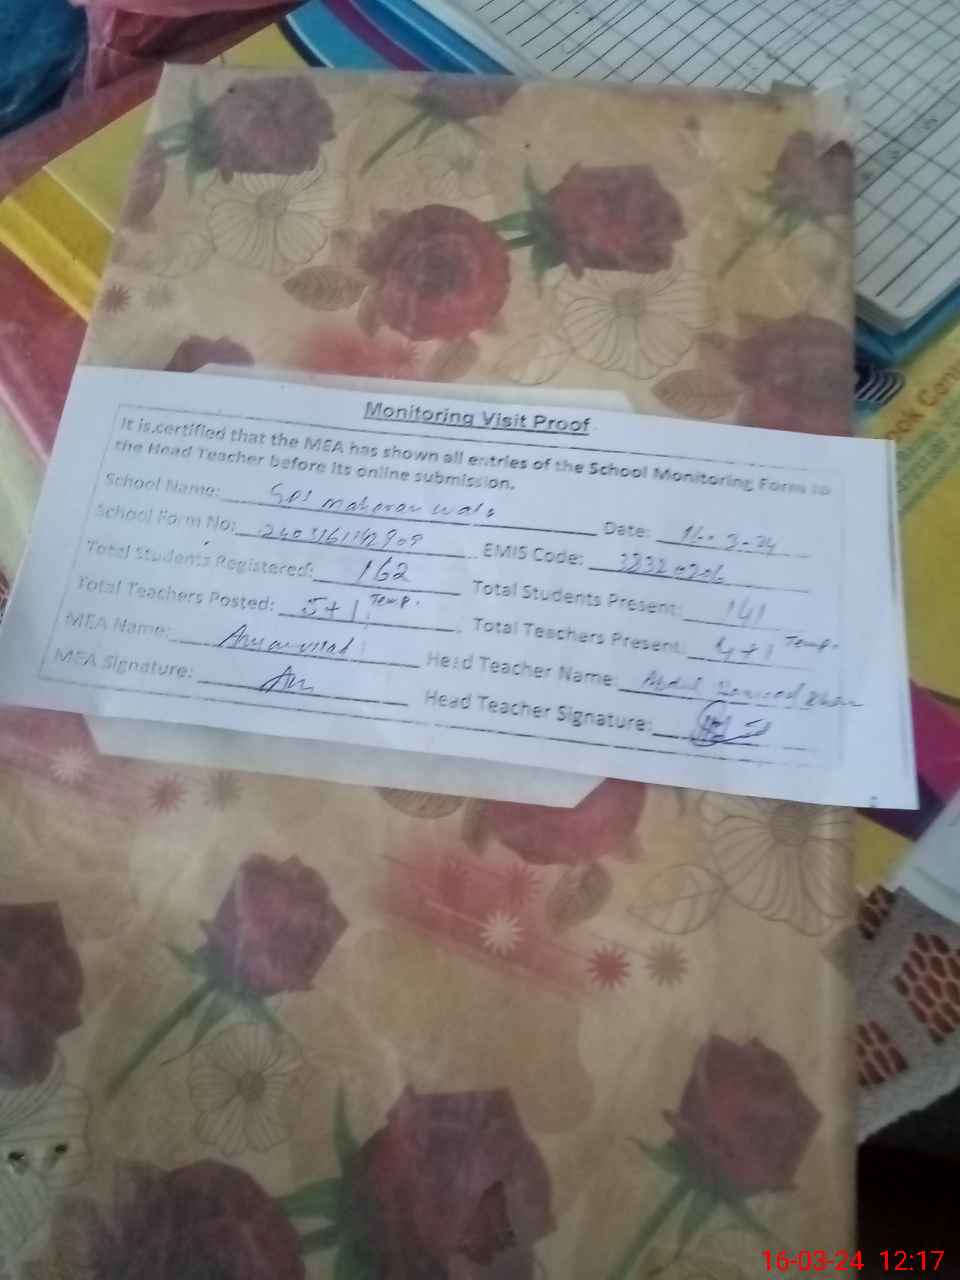 Monitoring Visit Proof
It is certified that the MEA has shown all entries of the School Monitoring Form to
the Head Teacher before its online submission.
School Name: GPS Date: 16-3-24
School Form No: EMIS Code:
Total Students Registered: 162 Total Students Present: 141
Total Teachers Posted: 5+1 Temp. Total Teachers Present: 4+1 Temp.
MEA Name: Head Teacher Name: Abdul
MEA Signature: Head Teacher Signature:
16-03-24 12:17